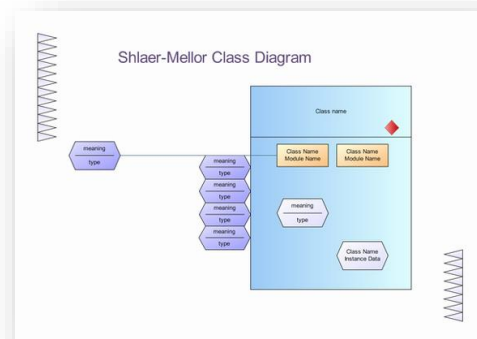 Shlaer-Mellor Class Diagram
Class name
meaning
type
Class Name
Module Name
Class Name
Module Name
meaning
type
meaning
type
meaning
type
meaning
type
meaning
type
Class Name
Instance Data